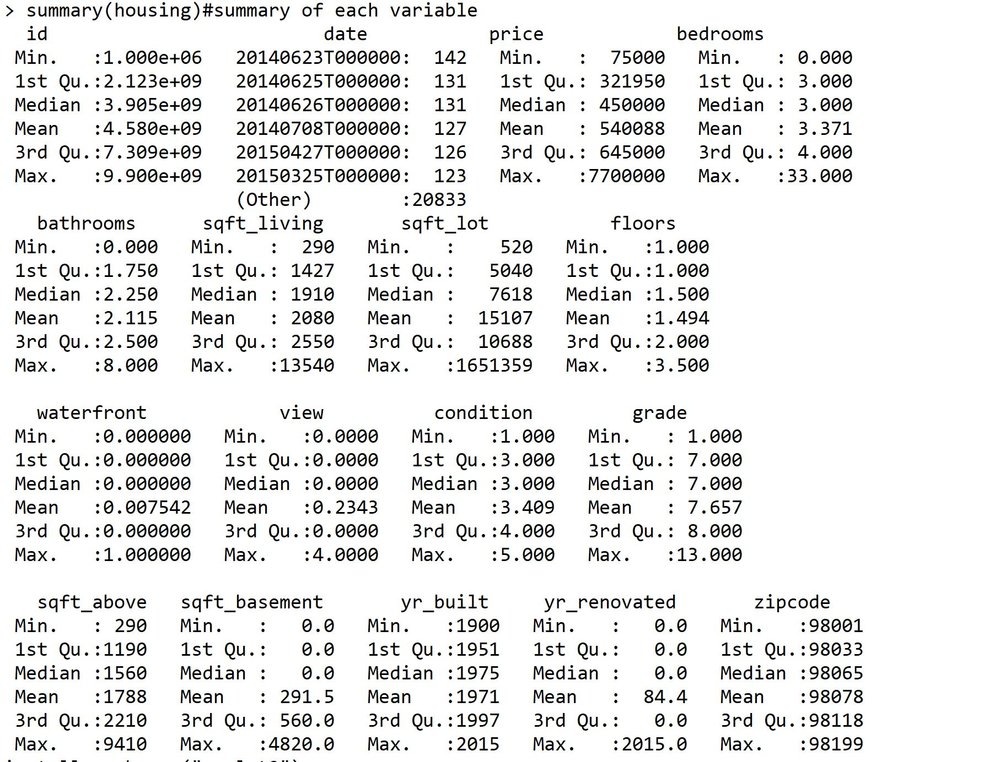 > summary(housing)#summary of each variable
id date price bedrooms
Min. :1.000e+06 20140623T000000: 142 Min. : 75000 Min. : 0.000
1st Qu.:2.123e+09 20140625T000000: 131 1st Qu.: 321950 1st Qu.: 3.000
Median :3.905e+09 20140626T000000: 131 Median : 450000 Median : 3.000
Mean :4.580e+09 20140708T000000: 127 Mean : 540088 Mean : 3.371
3rd Qu.:7.309e+09 20150427T000000: 126 3rd Qu.: 645000 3rd Qu.: 4.000
Max. :9.900e+09 20150325T000000: 123 Max. :7700000 Max. :33.000
(Other) :20833
bathrooms sqft_living sqft_lot floors
Min. :0.000 Min. : 290 Min. : 520 Min. :1.000
1st Qu.:1.750 1st Qu.: 1427 1st Qu.: 5040 1st Qu.:1.000
Median :2.250 Median : 1910 Median : 7618 Median :1.500
Mean :2.115 Mean : 2080 Mean : 15107 Mean :1.494
3rd Qu.:2.500 3rd Qu.: 2550 3rd Qu.: 10688 3rd Qu.:2.000
Max. :8.000 Max. :13540 Max. :1651359 Max. :3.500
waterfront view condition grade
Min. :0.000000 Min. :0.0000 Min. :1.000 Min. : 1.000
1st Qu.:0.000000 1st Qu.:0.0000 1st Qu.:3.000 1st Qu.: 7.000
Median :0.000000 Median :0.0000 Median :3.000 Median : 7.000
Mean :0.007542 Mean :0.2343 Mean :3.409 Mean : 7.657
3rd Qu.:0.000000 3rd Qu.:0.0000 3rd Qu.:4.000 3rd Qu.: 8.000
Max. :1.000000 Max. :4.0000 Max. :5.000 Max. :13.000
sqft_above sqft_basement yr_built yr_renovated zipcode
Min. : 290 Min. : 0.0 Min. :1900 Min. : 0.0 Min. :98001
1st Qu.:1190 1st Qu.: 0.0 1st Qu.:1951 1st Qu.: 0.0 1st Qu.:98033
Median :1560 Median : 0.0 Median :1975 Median : 0.0 Median :98065
Mean :1788 Mean : 291.5 Mean :1971 Mean : 84.4 Mean :98078
3rd Qu.:2210 3rd Qu.: 560.0 3rd Qu.:1997 3rd Qu.: 0.0 3rd Qu.:98118
Max. :9410 Max. :4820.0 Max. :2015 Max. :2015.0 Max. :98199